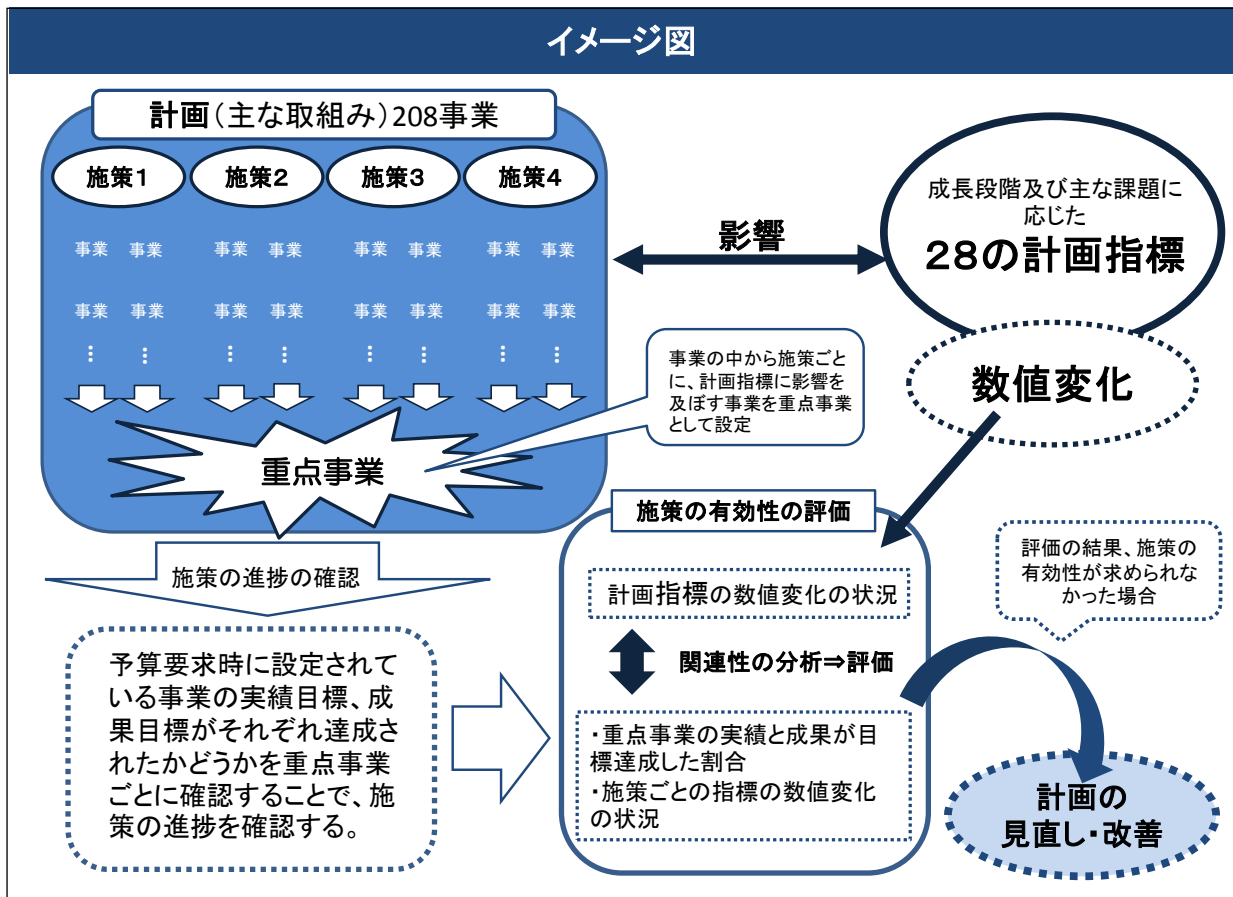 イメージ図
計画（主な取組み）208事業
施策1 施策2 施策3 施策4
事業 事業 事業 事業 事業 事業 事業 事業
事業 事業 事業 事業 事業 事業 事業 事業
… … … … … … … …
重点事業
影響
成長段階及び主な課題に
応じた
28の計画指標
数値変化
事業の中から施策ごと
に、計画指標に影響を
及ぼす事業を重点事業
として設定
施策の進捗の確認
予算要求時に設定されて
いる事業の実績目標、成
果目標がそれぞれ達成さ
れたかどうかを重点事業
ごとに確認することで、施
策の進捗を確認する。
施策の有効性の評価
計画指標の数値変化の状況
関連性の分析⇒評価
・重点事業の実績と成果が目
標達成した割合
・施策ごとの指標の数値変化
の状況
評価の結果、施策の
有効性が求められな
かった場合
計画の
見直し・改善